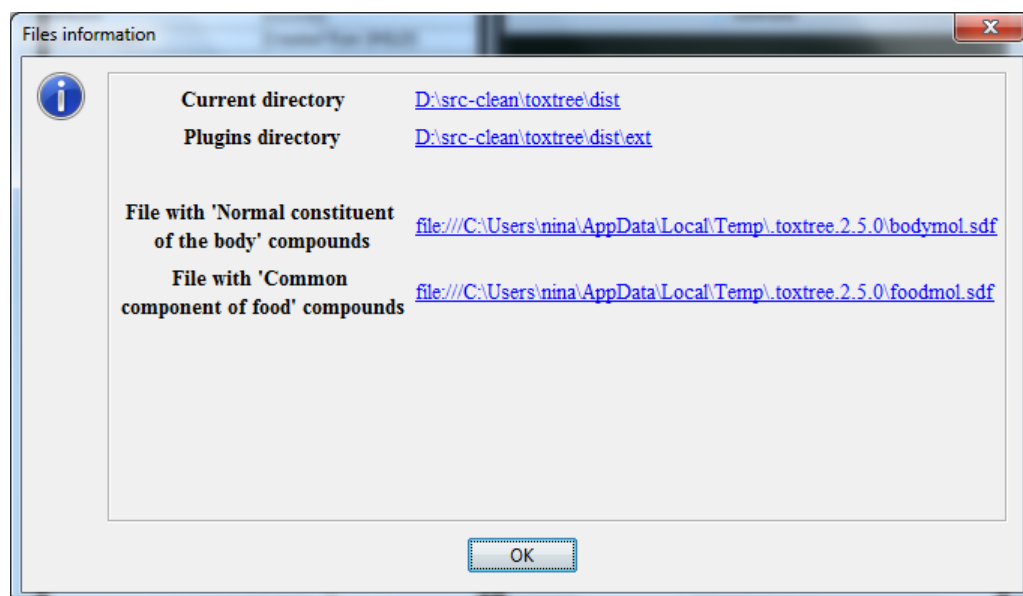 Files information
Current directory D:\src-clean\toxtree\dist
Plugins directory D:\src-clean\toxtree\dist\ext
File with 'Normal constituent
of the body' compounds
file:///C:\Users\nina\AppData\Local\Temp\.toxtree.2.5.0\bodymol.sdf
File with 'Common
component of food' compounds
file:///C:\Users\nina\AppData\Local\Temp\.toxtree.2.5.0\foodmol.sdf
OK